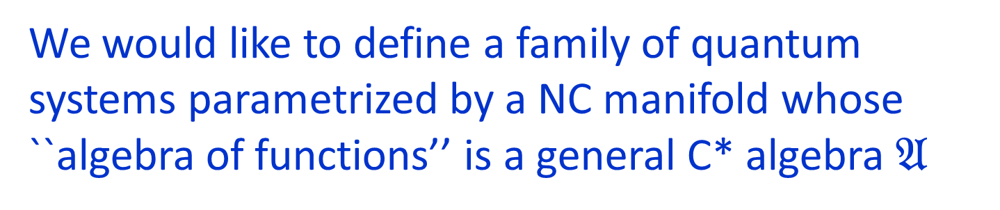 We would like to define a family of quantum
systems parametrized by a NC manifold whose
``algebra of functions’’ is a general C* algebra 𝔄